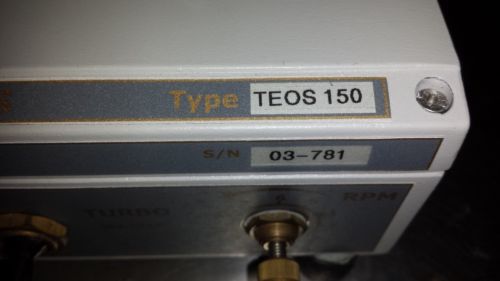 Type TEOS 150
S/N 03-781
TURBO RPM